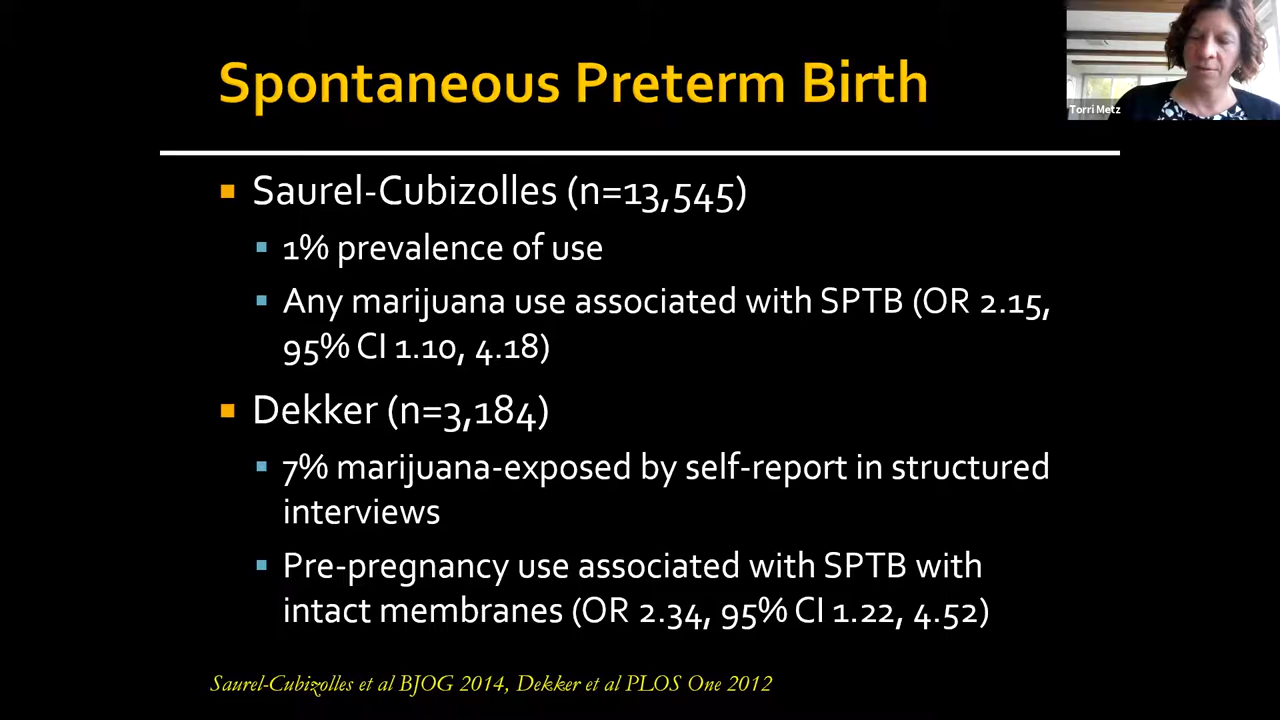 Spontaneous Preterm Birth
Torri Metz
Saurel-Cubizolles (n=13,545)
1% prevalence of use
Any marijuana use associated with SPTB (OR 2.15,
95% CI 1.10, 4.18)
Dekker (n=3,184)
7% marijuana-exposed by self-report in structured
interviews
Pre-pregnancy use associated with SPTB with
intact membranes (OR 2.34, 95% CI 1.22, 4.52)
Saurel-Cubizolles et al BJOG 2014, Dekker et al PLOS One 2012